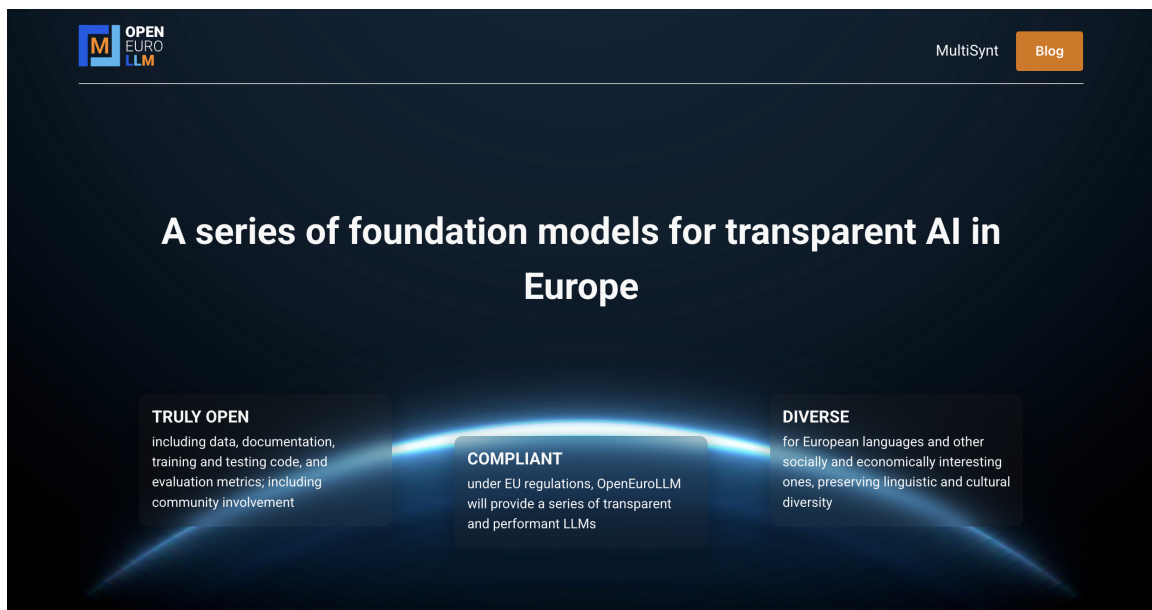 OPEN
EURO
LLM
M
MultiSynt
Blog
A series of foundation models for transparent AI in
Europe
TRULY OPEN
including data, documentation,
training and testing code, and
evaluation metrics; including
community involvement
COMPLIANT
under EU regulations, OpenEuroLLM
will provide a series of transparent
and performant LLMs
DIVERSE
for European languages and other
socially and economically interesting
ones, preserving linguistic and cultural
diversity